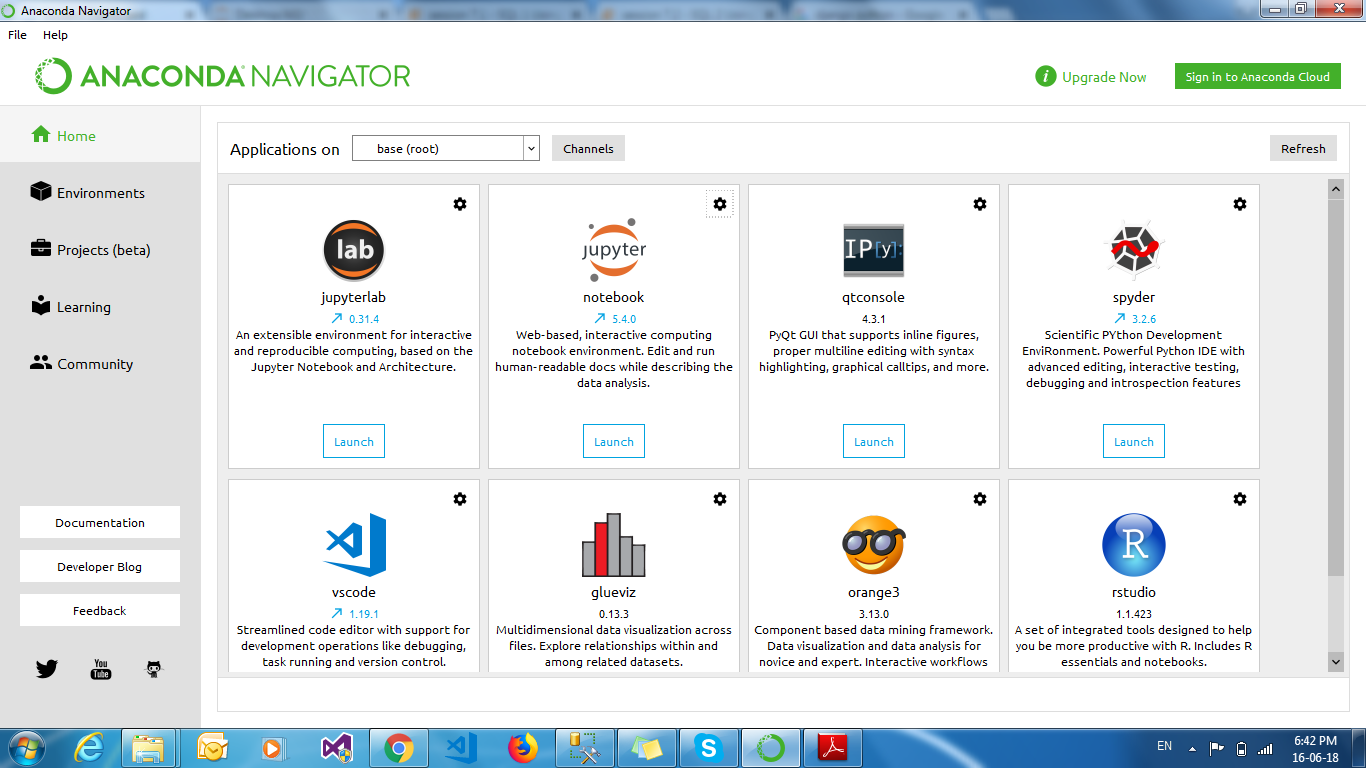 Anaconda Navigator
File Help
ANACONDA NAVIGATOR
i Upgrade Now
Sign in to Anaconda Cloud
Home
Environments
Projects (beta)
Learning
Community
Documentation
Developer Blog
Feedback
You
Tube
Applications on base (root) Channels Refresh
lab
jupyterlab
0.31.4
An extensible environment for interactive
and reproducible computing, based on the
Jupyter Notebook and Architecture.
Launch
jupyter
notebook
5.4.0
Web-based, interactive computing
notebook environment. Edit and run
human-readable docs while describing the
data analysis.
Launch
IP[y]:
qtconsole
4.3.1
PyQt GUI that supports inline figures,
proper multiline editing with syntax
highlighting, graphical calltips, and more.
Launch
spyder
3.2.6
Scientific PYthon Development
EnviRonment. Powerful Python IDE with
advanced editing, interactive testing,
debugging and introspection features
Launch
vscode
1.19.1
Streamlined code editor with support for
development operations like debugging,
task running and version control.
glueviz
0.13.3
Multidimensional data visualization across
files. Explore relationships within and
among related datasets.
orange3
3.13.0
Component based data mining framework.
Data visualization and data analysis for
novice and expert. Interactive workflows
R
rstudio
1.1.423
A set of integrated tools designed to help
you be more productive with R. Includes R
essentials and notebooks.
EN
6:42 PM
16-06-18